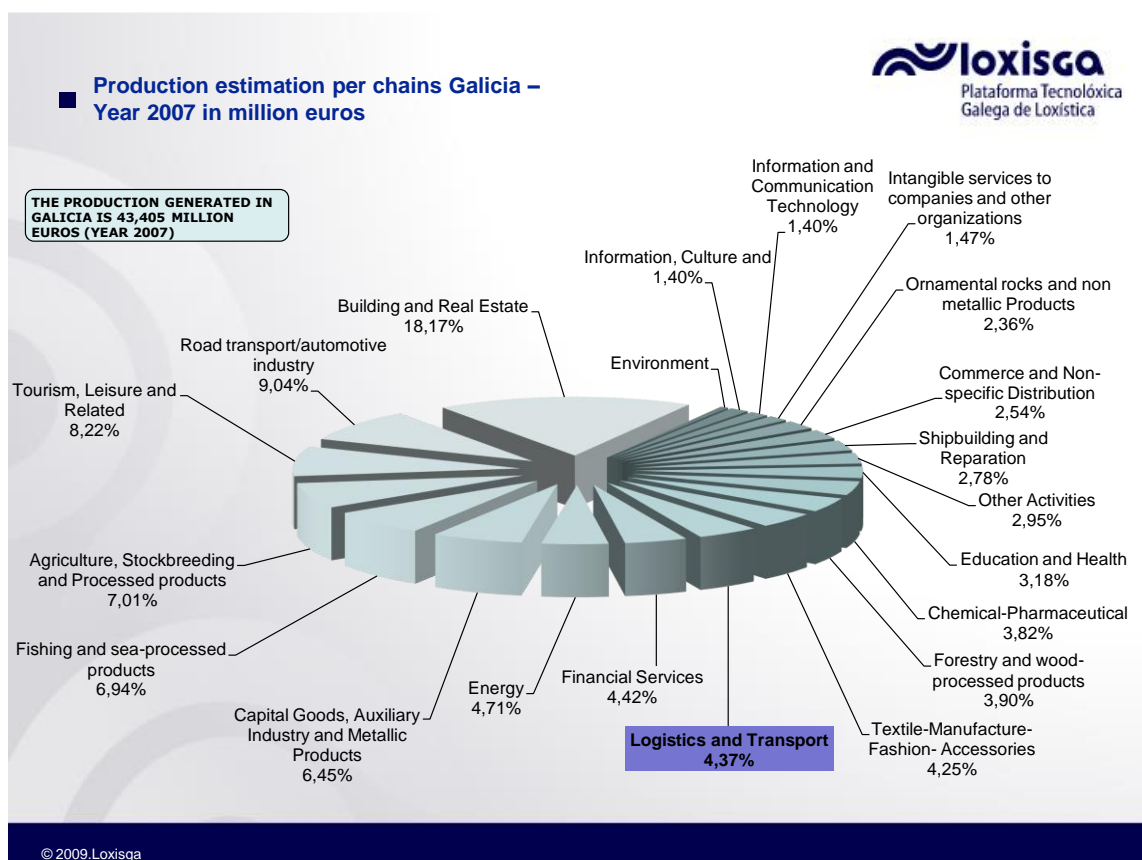 Production estimation per chains Galicia –
Year 2007 in million euros
loxisga
Plataforma Tecnolóxica
Galega de Loxística
THE PRODUCTION GENERATED IN
GALICIA IS 43,405 MILLION
EUROS (YEAR 2007)
Information and
Communication
Technology
1,40%
Intangible services to
companies and other
organizations
1,47%
Information, Culture and
1,40%
Ornamental rocks and non
metallic Products
2,36%
Building and Real Estate
18,17%
Road transport/automotive
industry
9,04%
Environment
Commerce and Non-
specific Distribution
2,54%
Tourism, Leisure and
Related
8,22%
Shipbuilding and
Reparation
2,78%
Other Activities
2,95%
Agriculture, Stockbreeding
and Processed products
7,01%
Education and Health
3,18%
Chemical-Pharmaceutical
3,82%
Fishing and sea-processed
products
6,94%
Forestry and wood-
processed products
3,90%
Capital Goods, Auxiliary
Industry and Metallic
Products
6,45%
Energy
4,71%
Financial Services
4,42%
Logistics and Transport
4,37%
Textile-Manufacture-
Fashion- Accessories
4,25%
© 2009.Loxisga